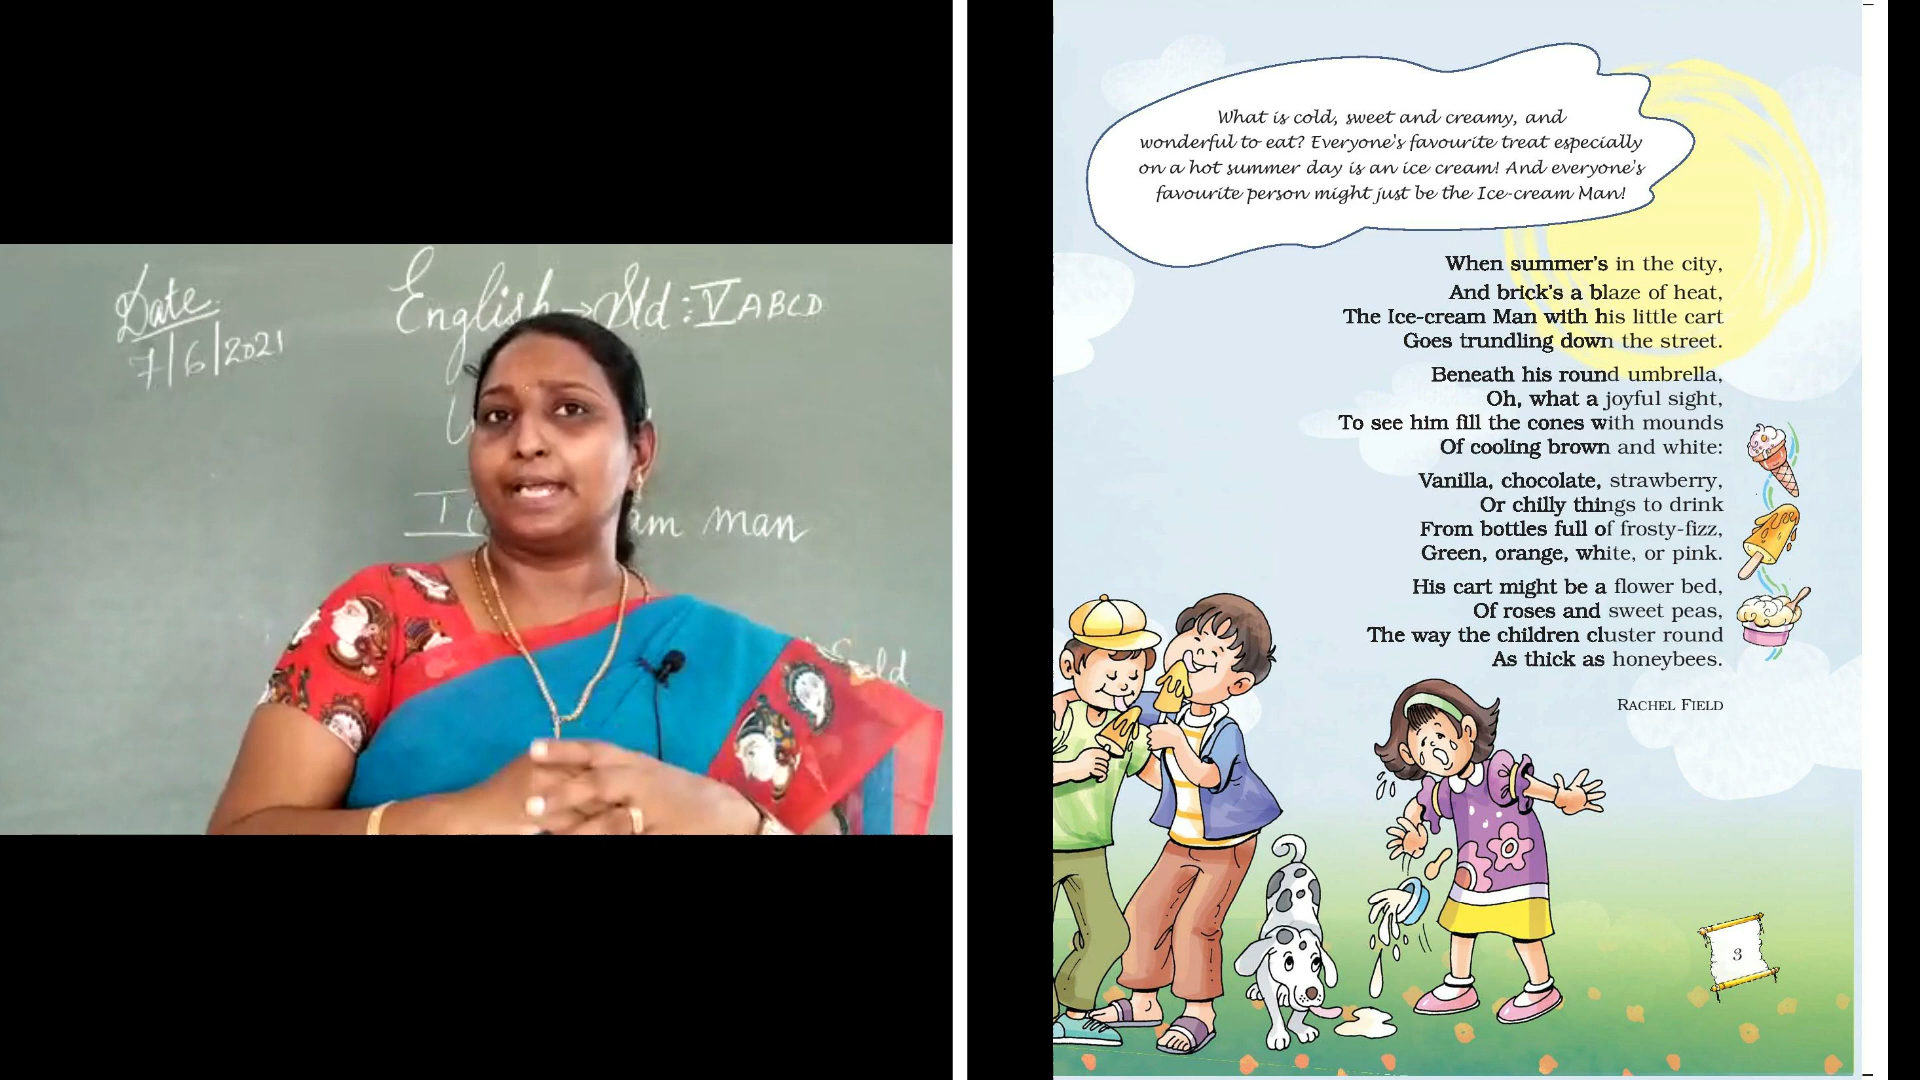 Date
7/6/2021
English → Std : V ABCD
am man
What is cold, sweet and creamy, and
wonderful to eat? Everyone's favourite treat especially
on a hot summer day is an ice cream! And everyone's
favourite person might just be the Ice-cream Man!
When summer's in the city,
And brick's a blaze of heat,
The Ice-cream Man with his little cart
Goes trundling down the street.
Beneath his round umbrella,
Oh, what a joyful sight,
To see him fill the cones with mounds
Of cooling brown and white:
Vanilla, chocolate, strawberry,
Or chilly things to drink
From bottles full of frosty-fizz,
Green, orange, white, or pink.
His cart might be a flower bed,
Of roses and sweet peas,
The way the children cluster round
As thick as honeybees.
RACHEL FIELD
3